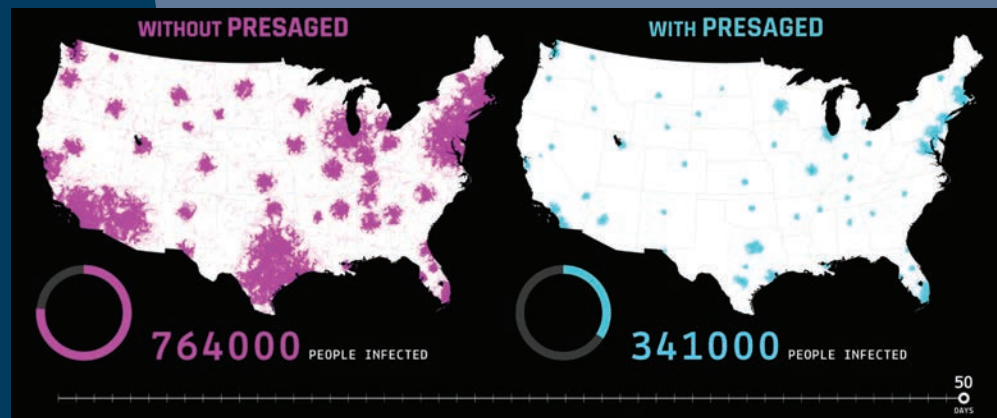 WITHOUT PRESAGED
WITH PRESAGED
764000 PEOPLE INFECTED
341000 PEOPLE INFECTED
50
DAYS